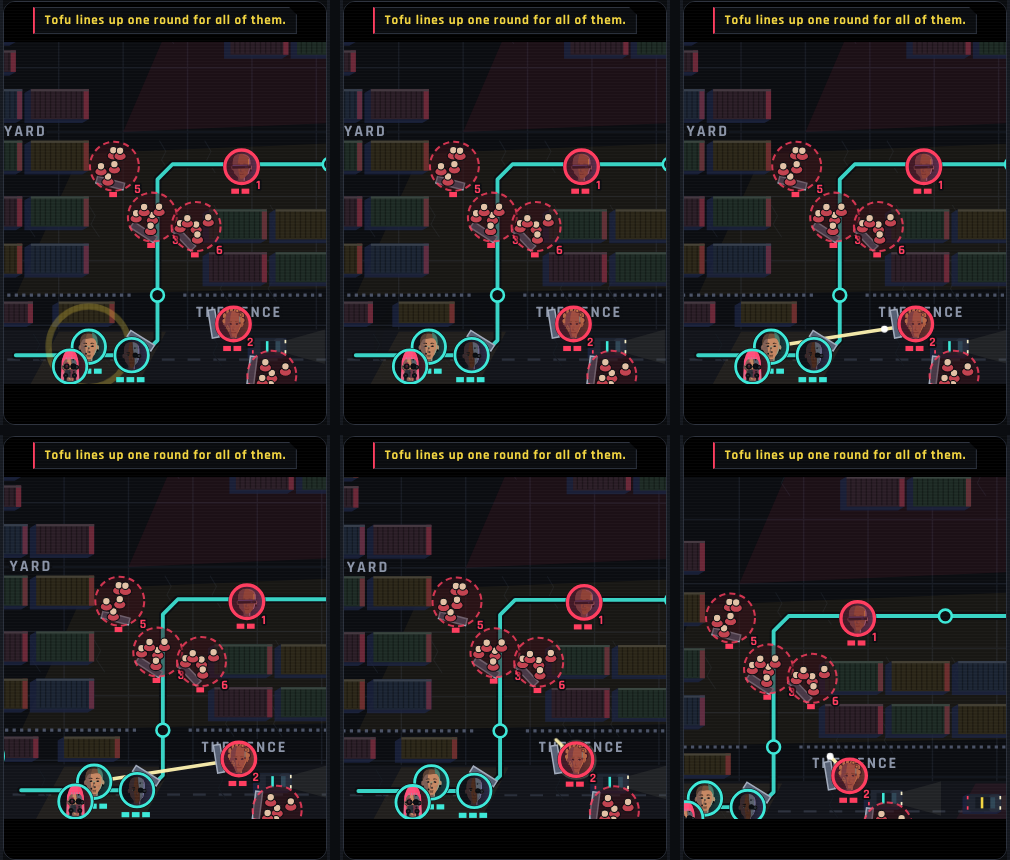 Tofu lines up one round for all of them. Tofu lines up one round for all of them. Tofu lines up one round for all of them.
YARD YARD YARD
5 1 5 1 5 1
6 6 6
2 2 2
Tofu lines up one round for all of them. Tofu lines up one round for all of them. Tofu lines up one round for all of them.
YARD YARD
5 1 5 1 5 1
6 6 6
2 2 2